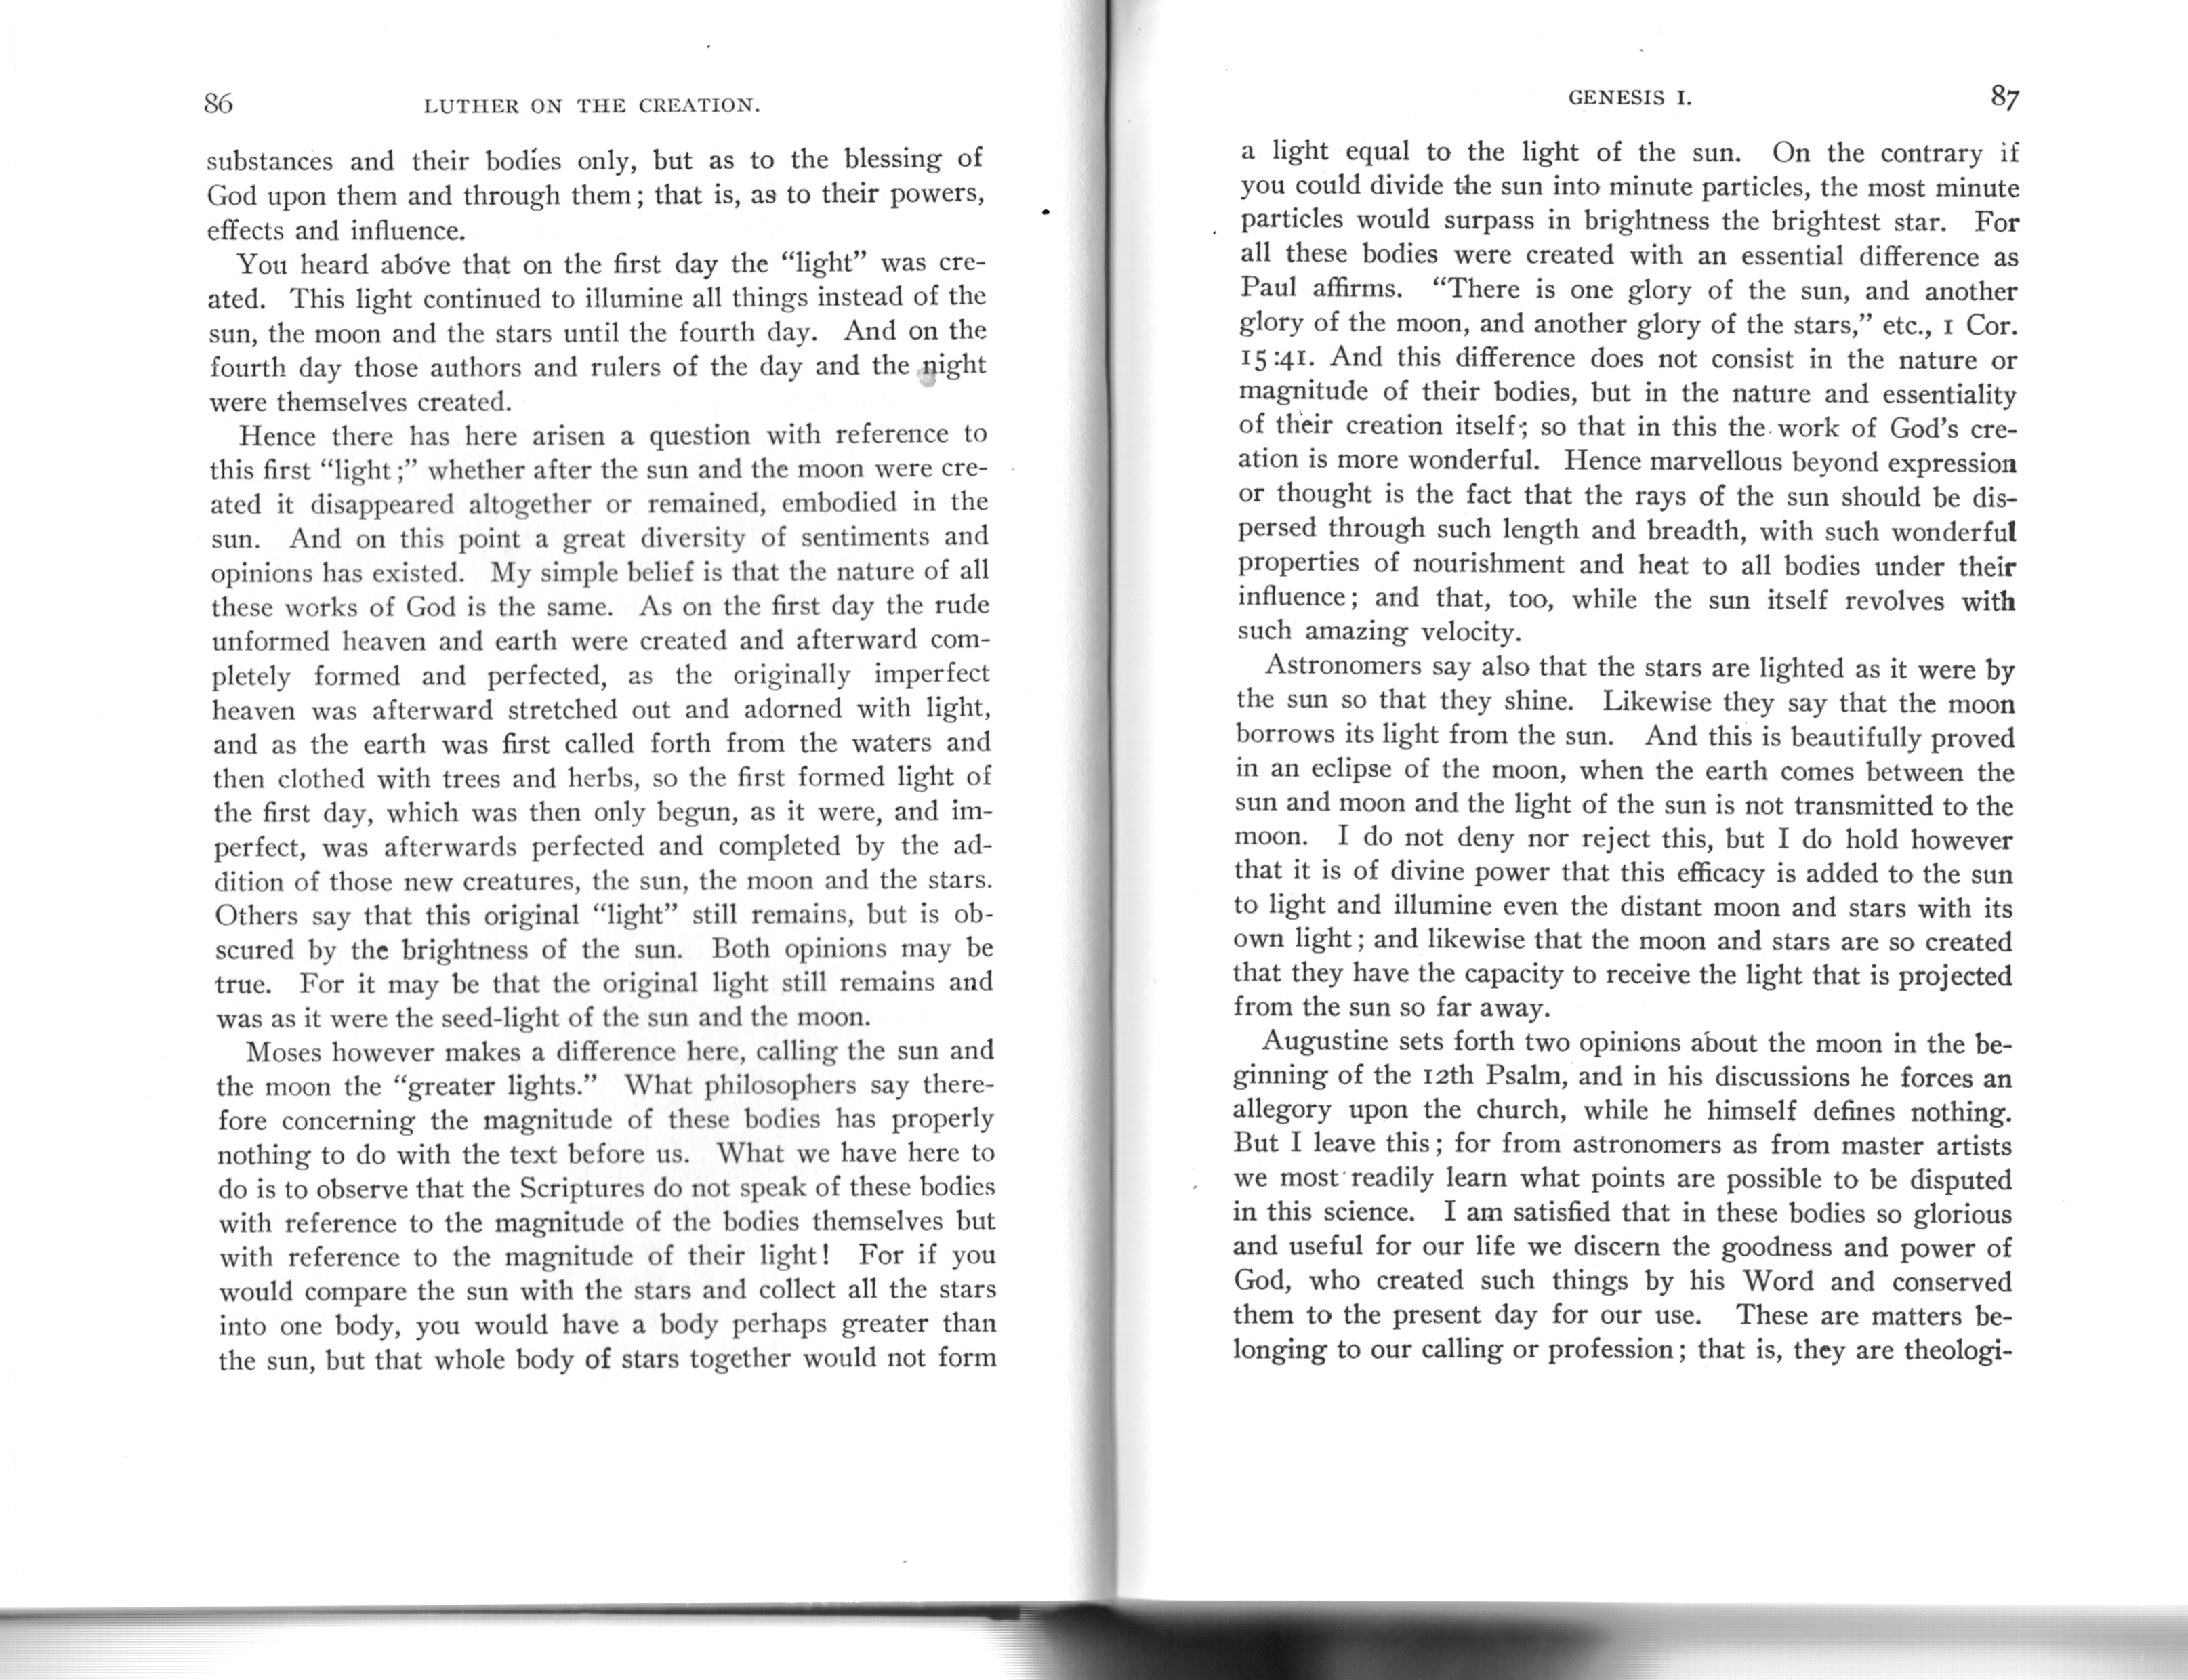 86 LUTHER ON THE CREATION.
substances and their bodies only, but as to the blessing of
God upon them and through them; that is, as to their powers,
effects and influence.
You heard above that on the first day the “light” was cre-
ated. This light continued to illumine all things instead of the
sun, the moon and the stars until the fourth day. And on the
fourth day those authors and rulers of the day and the night
were themselves created.
Hence there has here arisen a question with reference to
this first “light;” whether after the sun and the moon were cre-
ated it disappeared altogether or remained, embodied in the
sun. And on this point a great diversity of sentiments and
opinions has existed. My simple belief is that the nature of all
these works of God is the same. As on the first day the rude
unformed heaven and earth were created and afterward com-
pletely formed and perfected, as the originally imperfect
heaven was afterward stretched out and adorned with light,
and as the earth was first called forth from the waters and
then clothed with trees and herbs, so the first formed light of
the first day, which was then only begun, as it were, and im-
perfect, was afterwards perfected and completed by the ad-
dition of those new creatures, the sun, the moon and the stars.
Others say that this original “light” still remains, but is ob-
scured by the brightness of the sun. Both opinions may be
true. For it may be that the original light still remains and
was as it were the seed-light of the sun and the moon.
Moses however makes a difference here, calling the sun and
the moon the “greater lights.” What philosophers say there-
fore concerning the magnitude of these bodies has properly
nothing to do with the text before us. What we have here to
do is to observe that the Scriptures do not speak of these bodies
with reference to the magnitude of the bodies themselves but
with reference to the magnitude of their light! For if you
would compare the sun with the stars and collect all the stars
into one body, you would have a body perhaps greater than
the sun, but that whole body of stars together would not form
GENESIS I. 87
a light equal to the light of the sun. On the contrary if
you could divide the sun into minute particles, the most minute
particles would surpass in brightness the brightest star. For
all these bodies were created with an essential difference as
Paul affirms. “There is one glory of the sun, and another
glory of the moon, and another glory of the stars,” etc., 1 Cor.
15:41. And this difference does not consist in the nature or
magnitude of their bodies, but in the nature and essentiality
of their creation itself; so that in this the work of God’s cre-
ation is more wonderful. Hence marvellous beyond expression
or thought is the fact that the rays of the sun should be dis-
persed through such length and breadth, with such wonderful
properties of nourishment and heat to all bodies under their
influence; and that, too, while the sun itself revolves with
such amazing velocity.
Astronomers say also that the stars are lighted as it were by
the sun so that they shine. Likewise they say that the moon
borrows its light from the sun. And this is beautifully proved
in an eclipse of the moon, when the earth comes between the
sun and moon and the light of the sun is not transmitted to the
moon. I do not deny nor reject this, but I do hold however
that it is of divine power that this efficacy is added to the sun
to light and illumine even the distant moon and stars with its
own light; and likewise that the moon and stars are so created
that they have the capacity to receive the light that is projected
from the sun so far away.
Augustine sets forth two opinions about the moon in the be-
ginning of the 12th Psalm, and in his discussions he forces an
allegory upon the church, while he himself defines nothing.
But I leave this; for from astronomers as from master artists
we most readily learn what points are possible to be disputed
in this science. I am satisfied that in these bodies so glorious
and useful for our life we discern the goodness and power of
God, who created such things by his Word and conserved
them to the present day for our use. These are matters be-
longing to our calling or profession; that is, they are theologi-